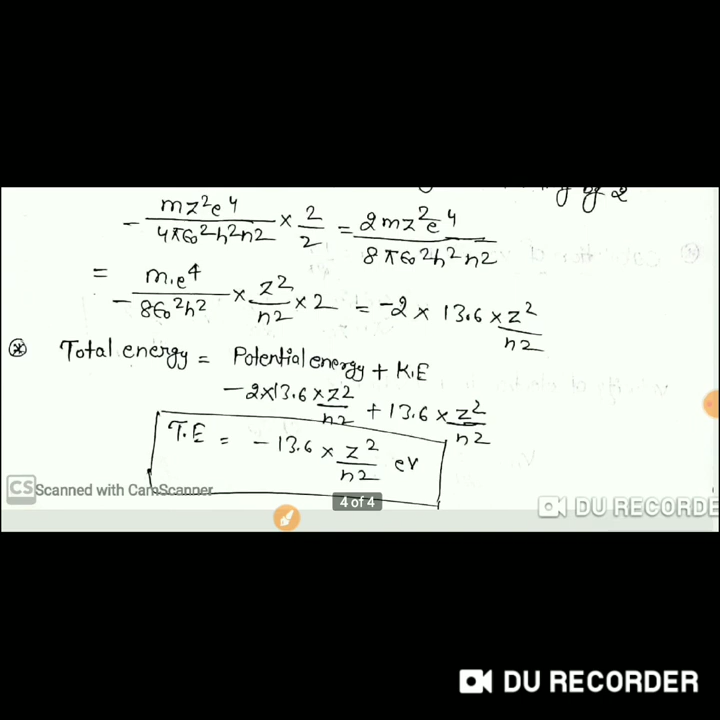 of 2
- mz²e⁴/4πε₀²h²n² × 2/2 = 2mz²e⁴/8πε₀²h²n²
= - m.e⁴/8ε₀²h² × z²/n² × 2 = -2 × 13.6 × z²/n²
Total energy = Potential energy + K.E
-2×13.6 × z²/n² + 13.6 × z²/n²
T.E = - 13.6 × z²/n² eV
CS Scanned with CamScanner
4 of 4
DU RECORDE
DU RECORDER